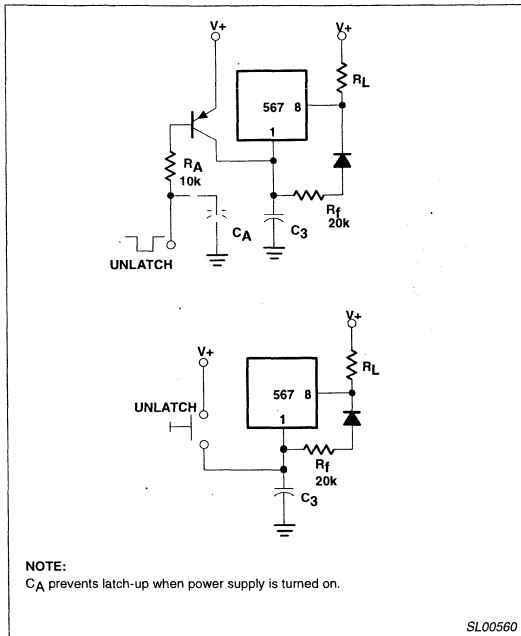 V+ V+
RL
567 8
1
RA
10k
Rf
20k
CA C3
UNLATCH
V+
V+
RL
UNLATCH
567 8
1
Rf
20k
C3
NOTE:
CA prevents latch-up when power supply is turned on.
SL00560